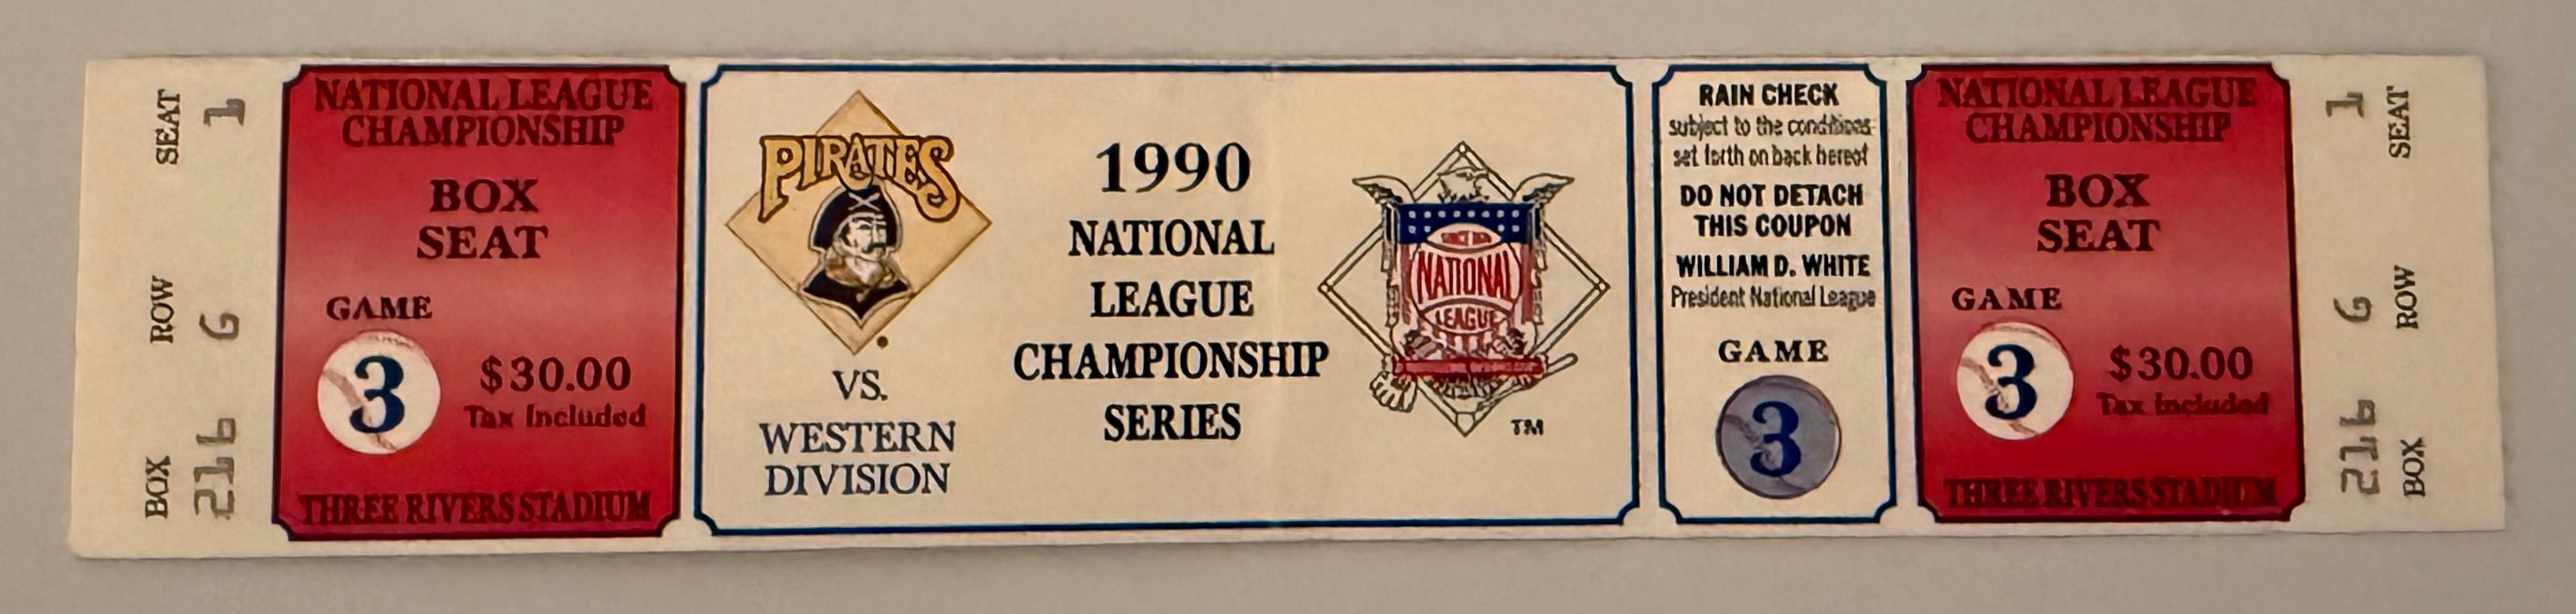 SEAT 1
ROW G
BOX 216
NATIONAL LEAGUE
CHAMPIONSHIP
BOX
SEAT
GAME
3
$30.00
Tax Included
THREE RIVERS STADIUM
PIRATES
VS.
WESTERN
DIVISION
1990
NATIONAL
LEAGUE
CHAMPIONSHIP
SERIES
NATIONAL
LEAGUE
TM
RAIN CHECK
subject to the conditions
set forth on back hereof
DO NOT DETACH
THIS COUPON
WILLIAM D. WHITE
President National League
GAME
3
NATIONAL LEAGUE
CHAMPIONSHIP
BOX
SEAT
GAME
3
$30.00
Tax Included
THREE RIVERS STADIUM
SEAT 1
ROW G
BOX 216